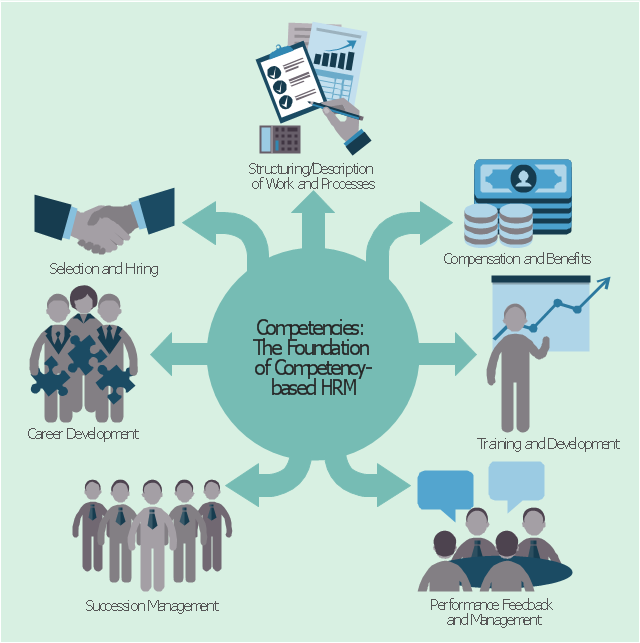 Structuring/Description
of Work and Processes
Selection and Hiring
Compensation and Benefits
Competencies:
The Foundation
of Competency-
based HRM
Career Development
Training and Development
Succession Management
Performance Feedback
and Management